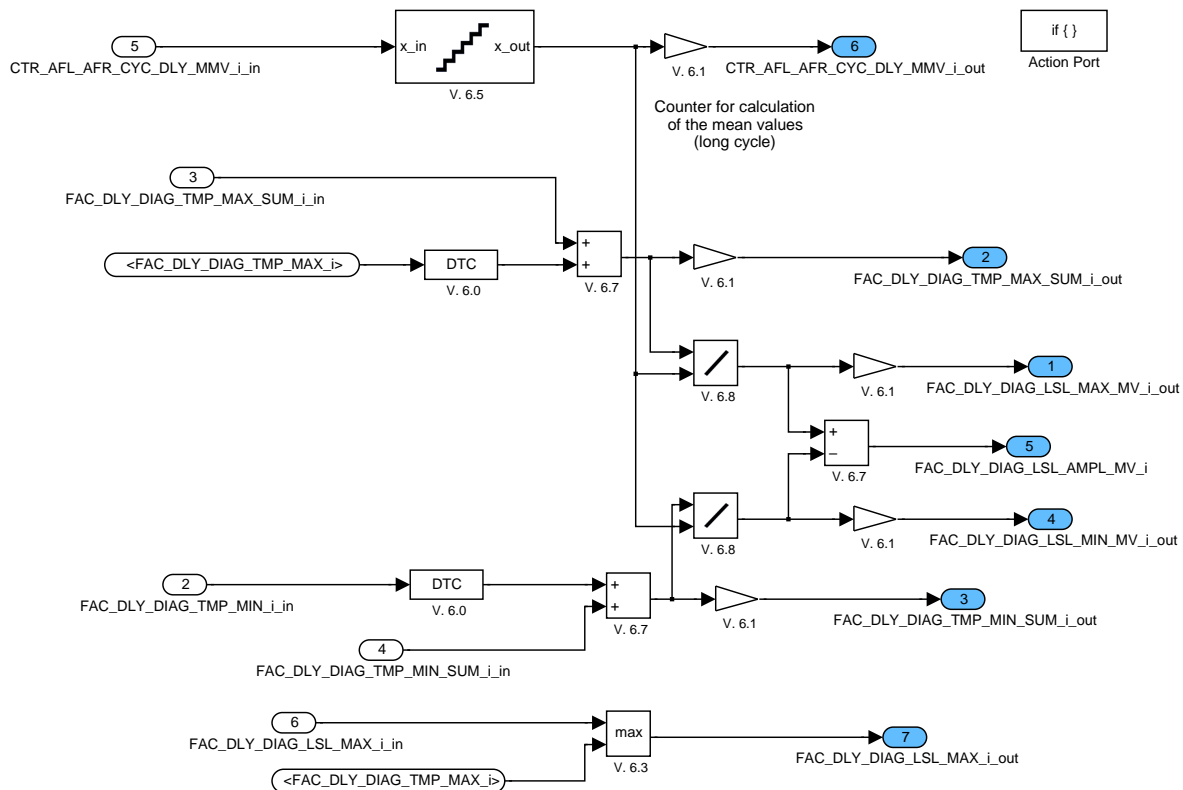 5
CTR_AFL_AFR_CYC_DLY_MMV_i_in
x_in
x_out
V. 6.5
V. 6.1
6
CTR_AFL_AFR_CYC_DLY_MMV_i_out
if { }
Action Port
Counter for calculation
of the mean values
(long cycle)
3
FAC_DLY_DIAG_TMP_MAX_SUM_i_in
<FAC_DLY_DIAG_TMP_MAX_i>
DTC
V. 6.0
+
+
V. 6.7
V. 6.1
2
FAC_DLY_DIAG_TMP_MAX_SUM_i_out
V. 6.8
V. 6.1
1
FAC_DLY_DIAG_LSL_MAX_MV_i_out
+
−
V. 6.7
5
FAC_DLY_DIAG_LSL_AMPL_MV_i
V. 6.8
V. 6.1
4
FAC_DLY_DIAG_LSL_MIN_MV_i_out
2
FAC_DLY_DIAG_TMP_MIN_i_in
DTC
V. 6.0
+
+
V. 6.7
V. 6.1
3
FAC_DLY_DIAG_TMP_MIN_SUM_i_out
4
FAC_DLY_DIAG_TMP_MIN_SUM_i_in
6
FAC_DLY_DIAG_LSL_MAX_i_in
<FAC_DLY_DIAG_TMP_MAX_i>
max
V. 6.3
7
FAC_DLY_DIAG_LSL_MAX_i_out